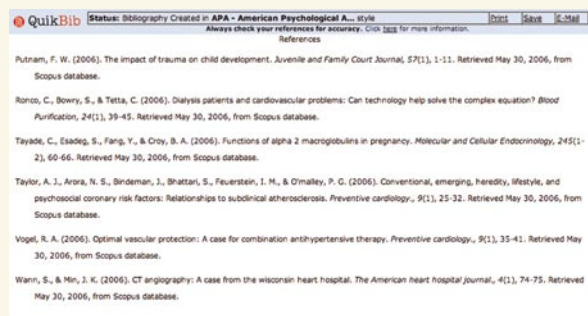 QuikBib Status: Bibliography Created in APA - American Psychological A... style Print Save E-Mail
Always check your references for accuracy. Click here for more information.
References
Putnam, F. W. (2006). The impact of trauma on child development. Juvenile and Family Court Journal, 57(1), 1-11. Retrieved May 30, 2006, from
Scopus database.
Ronco, C., Bowry, S., & Tetta, C. (2006). Dialysis patients and cardiovascular problems: Can technology help solve the complex equation? Blood
Purification, 24(1), 39-45. Retrieved May 30, 2006, from Scopus database.
Tayade, C., Esadeg, S., Fang, Y., & Croy, B. A. (2006). Functions of alpha 2 macroglobulins in pregnancy. Molecular and Cellular Endocrinology, 245(1-
2), 60-66. Retrieved May 30, 2006, from Scopus database.
Taylor, A. J., Arora, N. S., Bindeman, J., Bhattari, S., Feuerstein, I. M., & O'malley, P. G. (2006). Conventional, emerging, heredity, lifestyle, and
psychosocial coronary risk factors: Relationships to subclinical atherosclerosis. Preventive cardiology., 9(1), 25-32. Retrieved May 30, 2006, from
Scopus database.
Vogel, R. A. (2006). Optimal vascular protection: A case for combination antihypertensive therapy. Preventive cardiology., 9(1), 35-41. Retrieved May
30, 2006, from Scopus database.
Wann, S., & Min, J. K. (2006). CT angiography: A case from the wisconsin heart hospital. The American heart hospital journal., 4(1), 74-75. Retrieved
May 30, 2006, from Scopus database.